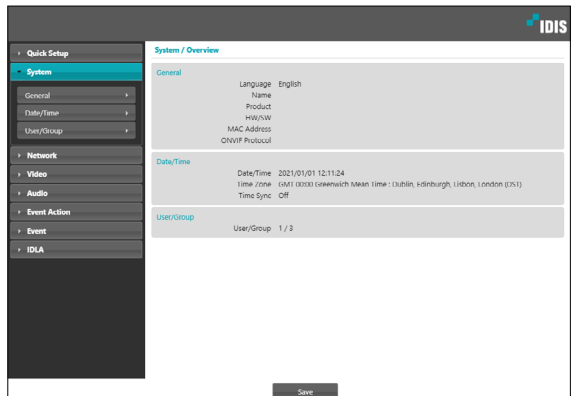 IDIS
Quick Setup
System
General
Date/Time
User/Group
Network
Video
Audio
Event Action
Event
IDLA
System / Overview
General
Language English
Name
Product
HW/SW
MAC Address
ONVIF Protocol
Date/Time
Date/Time 2021/01/01 12:11:24
Time Zone GMT 00:00 Greenwich Mean Time : Dublin, Edinburgh, Lisbon, London (DST)
Time Sync Off
User/Group
User/Group 1 / 3
Save